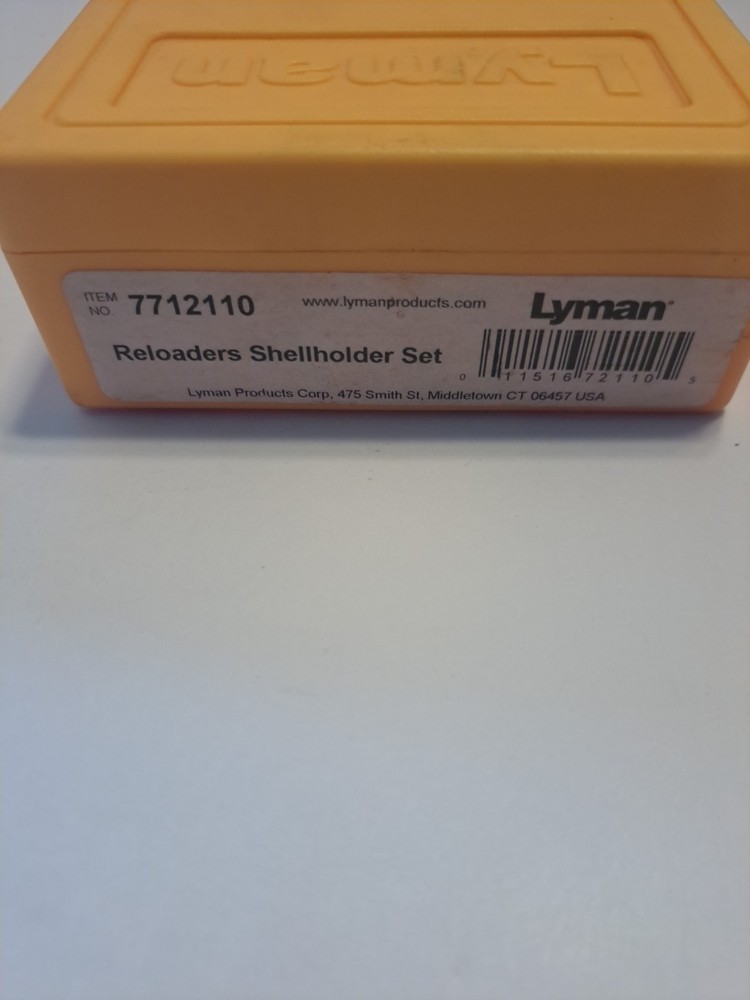 Lyman
ITEM NO. 7712110 www.lymanproducts.com Lyman®
Reloaders Shellholder Set
0 11516 72110 5
Lyman Products Corp, 475 Smith St, Middletown CT 06457 USA